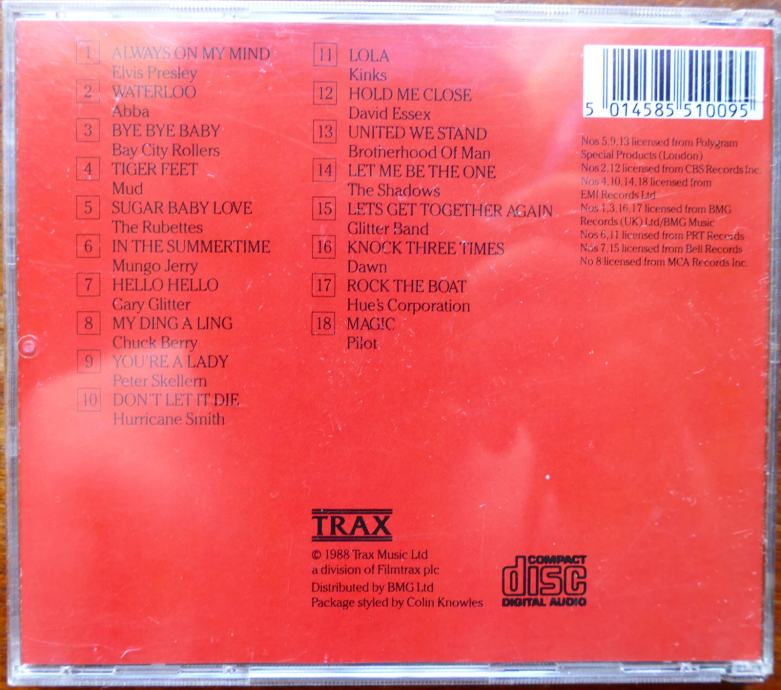 1 ALWAYS ON MY MIND
Elvis Presley
2 WATERLOO
Abba
3 BYE BYE BABY
Bay City Rollers
4 TIGER FEET
Mud
5 SUGAR BABY LOVE
The Rubettes
6 IN THE SUMMERTIME
Mungo Jerry
7 HELLO HELLO
Gary Glitter
8 MY DING A LING
Chuck Berry
9 YOU'RE A LADY
Peter Skellern
10 DON'T LET IT DIE
Hurricane Smith
11 LOLA
Kinks
12 HOLD ME CLOSE
David Essex
13 UNITED WE STAND
Brotherhood Of Man
14 LET ME BE THE ONE
The Shadows
15 LETS GET TOGETHER AGAIN
Glitter Band
16 KNOCK THREE TIMES
Dawn
17 ROCK THE BOAT
Hue's Corporation
18 MAGIC
Pilot
5 014585 510095
Nos 5,9,13 licensed from Polygram
Special Products (London)
Nos 2,12 licensed from CBS Records Inc.
Nos 4,10,14,18 licensed from
EMI Records Ltd
Nos 1,3,16,17 licensed from BMG
Records (UK) Ltd/BMG Music
Nos 6,11 licensed from PRT Records
Nos 7,15 licensed from Bell Records
No 8 licensed from MCA Records Inc.
TRAX
© 1988 Trax Music Ltd
a division of Filmtrax plc
Distributed by BMG Ltd
Package styled by Colin Knowles
COMPACT
disc
DIGITAL AUDIO